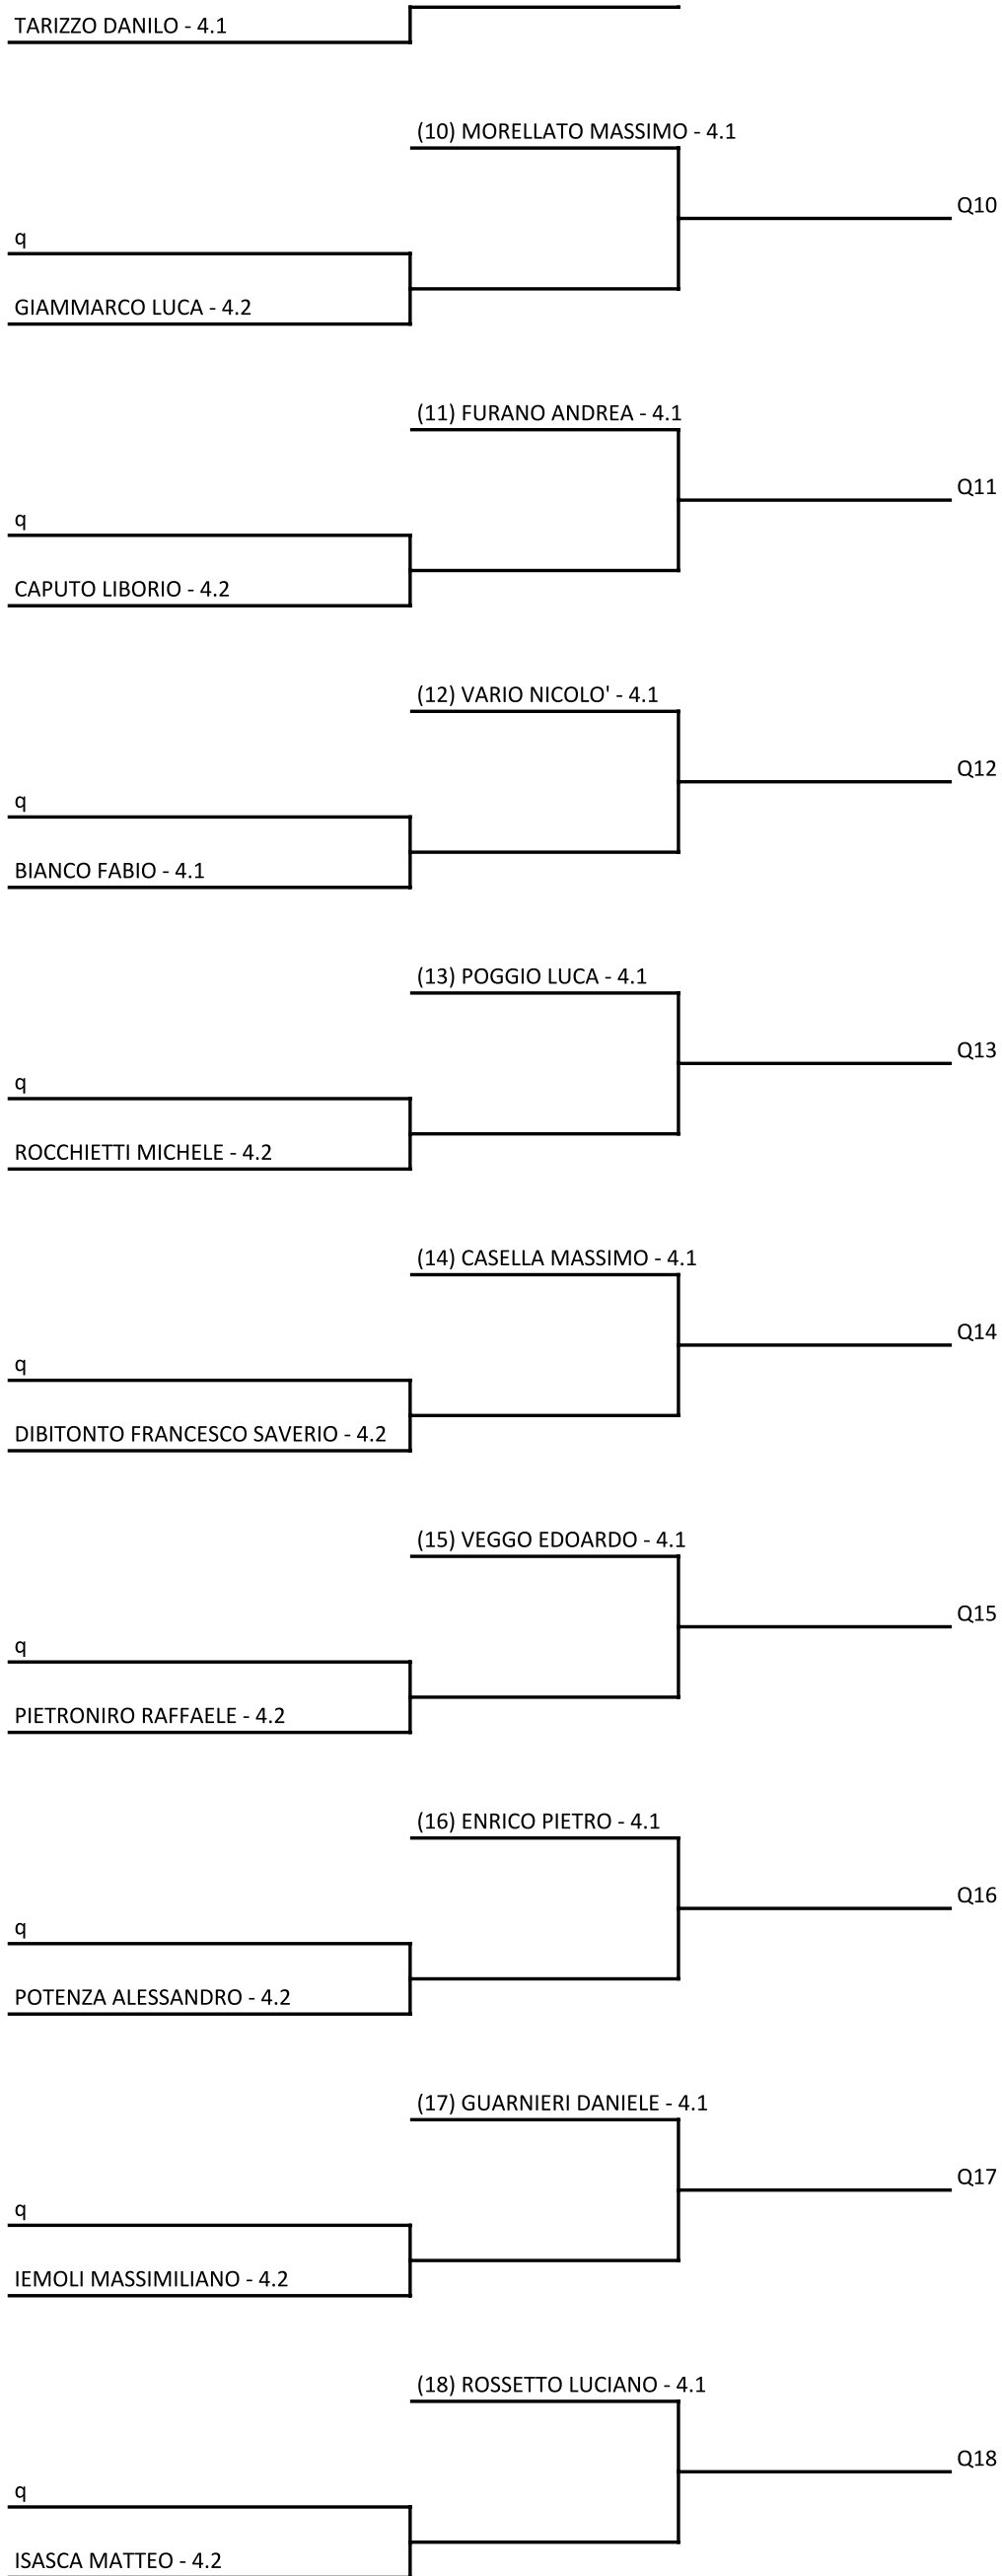 TARIZZO DANILO - 4.1
(10) MORELLATO MASSIMO - 4.1
Q10
q
GIAMMARCO LUCA - 4.2
(11) FURANO ANDREA - 4.1
Q11
q
CAPUTO LIBORIO - 4.2
(12) VARIO NICOLO' - 4.1
Q12
q
BIANCO FABIO - 4.1
(13) POGGIO LUCA - 4.1
Q13
q
ROCCHIETTI MICHELE - 4.2
(14) CASELLA MASSIMO - 4.1
Q14
q
DIBITONTO FRANCESCO SAVERIO - 4.2
(15) VEGGO EDOARDO - 4.1
Q15
q
PIETRONIRO RAFFAELE - 4.2
(16) ENRICO PIETRO - 4.1
Q16
q
POTENZA ALESSANDRO - 4.2
(17) GUARNIERI DANIELE - 4.1
Q17
q
IEMOLI MASSIMILIANO - 4.2
(18) ROSSETTO LUCIANO - 4.1
Q18
q
ISASCA MATTEO - 4.2